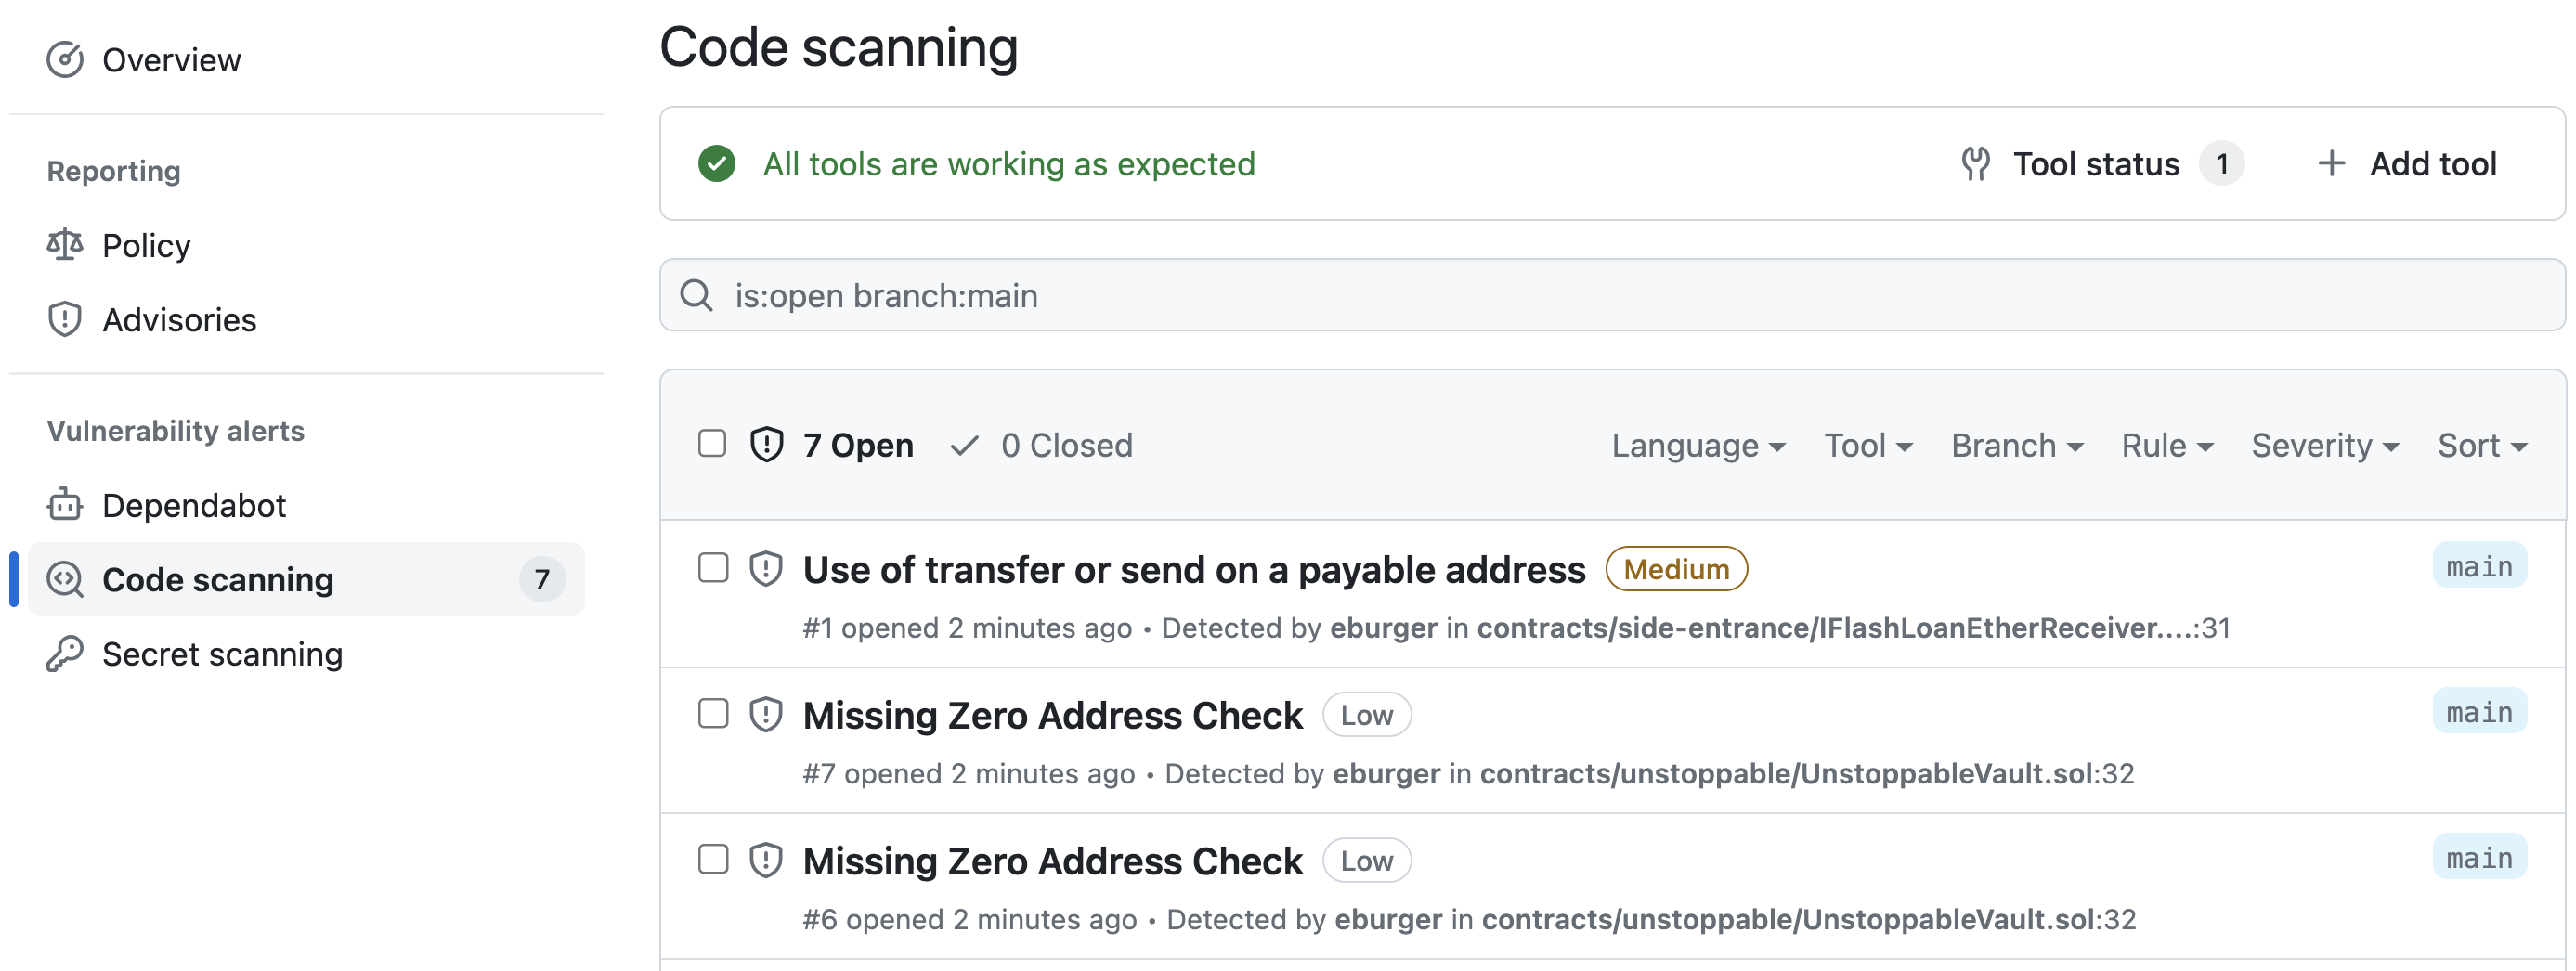 Overview
Reporting
Policy
Advisories
Vulnerability alerts
Dependabot
Code scanning 7
Secret scanning
Code scanning
All tools are working as expected Tool status 1 Add tool
is:open branch:main
7 Open 0 Closed Language Tool Branch Rule Severity Sort
Use of transfer or send on a payable address Medium main
#1 opened 2 minutes ago • Detected by eburger in contracts/side-entrance/IFlashLoanEtherReceiver....:31
Missing Zero Address Check Low main
#7 opened 2 minutes ago • Detected by eburger in contracts/unstoppable/UnstoppableVault.sol:32
Missing Zero Address Check Low main
#6 opened 2 minutes ago • Detected by eburger in contracts/unstoppable/UnstoppableVault.sol:32